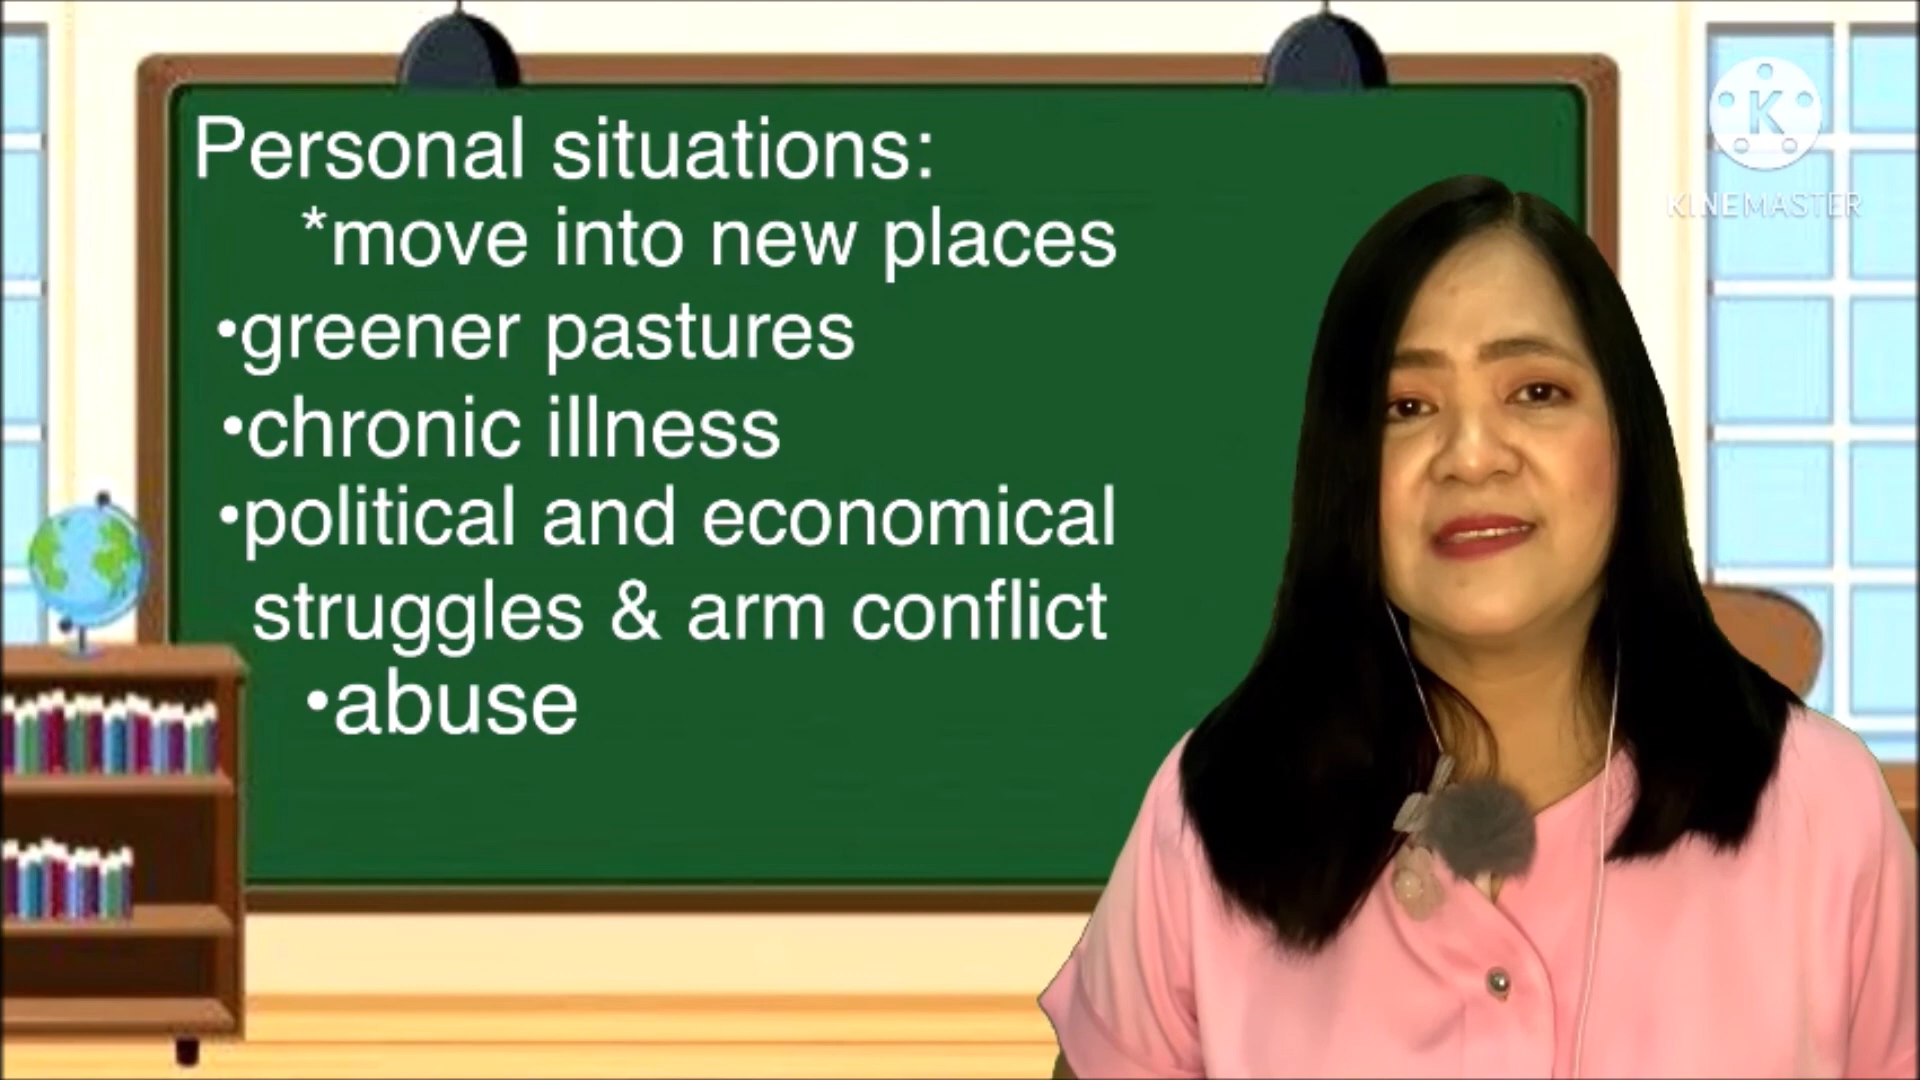 Personal situations:
*move into new places
•greener pastures
•chronic illness
•political and economical
struggles & arm conflict
•abuse
K
KINEMASTER